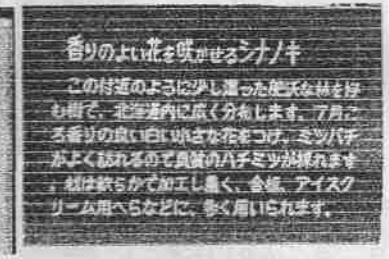 香りのよい花を咲かせるシナノキ
この付近のように少し湿った肥沃な林を好
む樹で、北海道内に広く分布します。7月こ
ろ香りの良い白い小さな花をつけ、ミツバチ
がよく訪れるので良質のハチミツが採れます
。材は軟らかで加工し易く、合板、アイスク
リーム用へらなどに、多く用いられます。